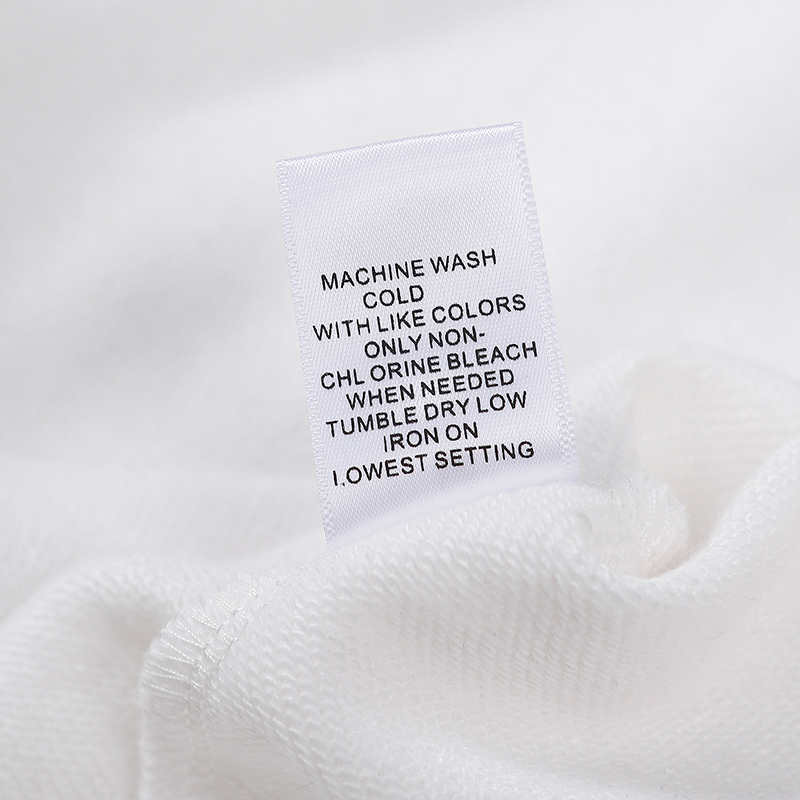 MACHINE WASH
COLD
WITH LIKE COLORS
ONLY NON-
CHL ORINE BLEACH
WHEN NEEDED
TUMBLE DRY LOW
IRON ON
LOWEST SETTING